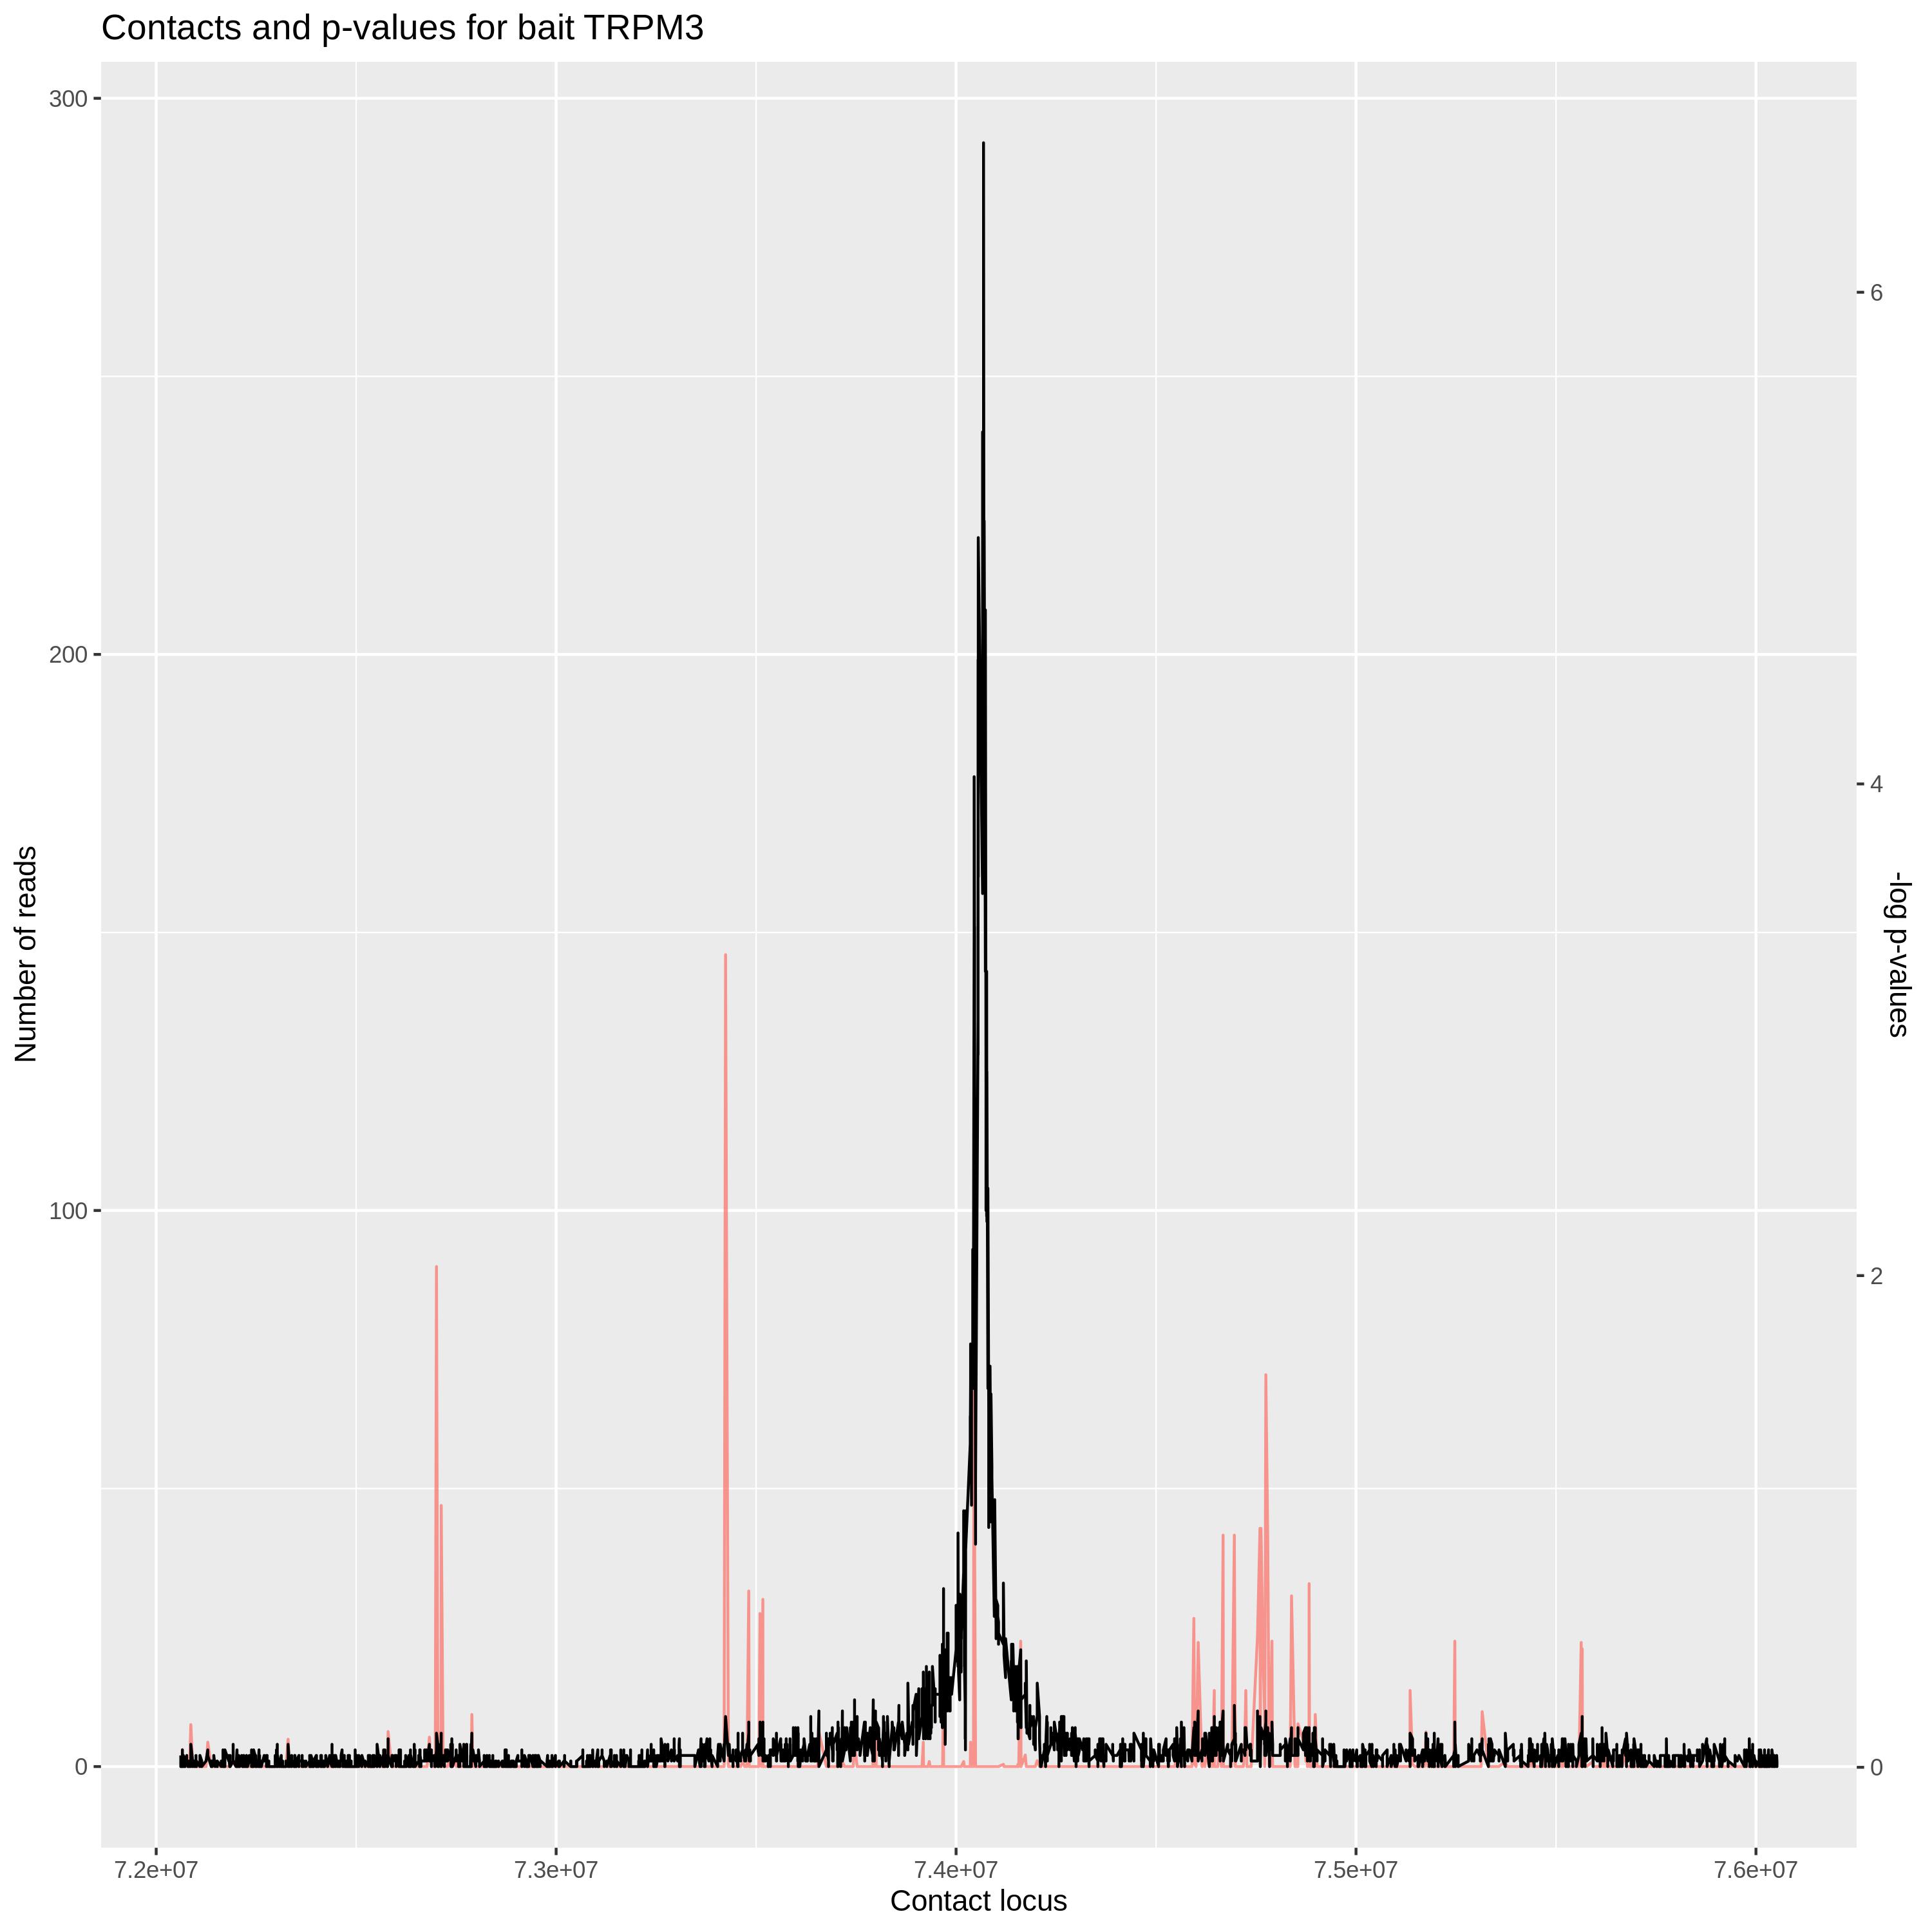 Contacts and p-values for bait TRPM3
300
200
100
0
Number of reads
6
4
2
0
-log p-values
7.2e+07 7.3e+07 7.4e+07 7.5e+07 7.6e+07
Contact locus